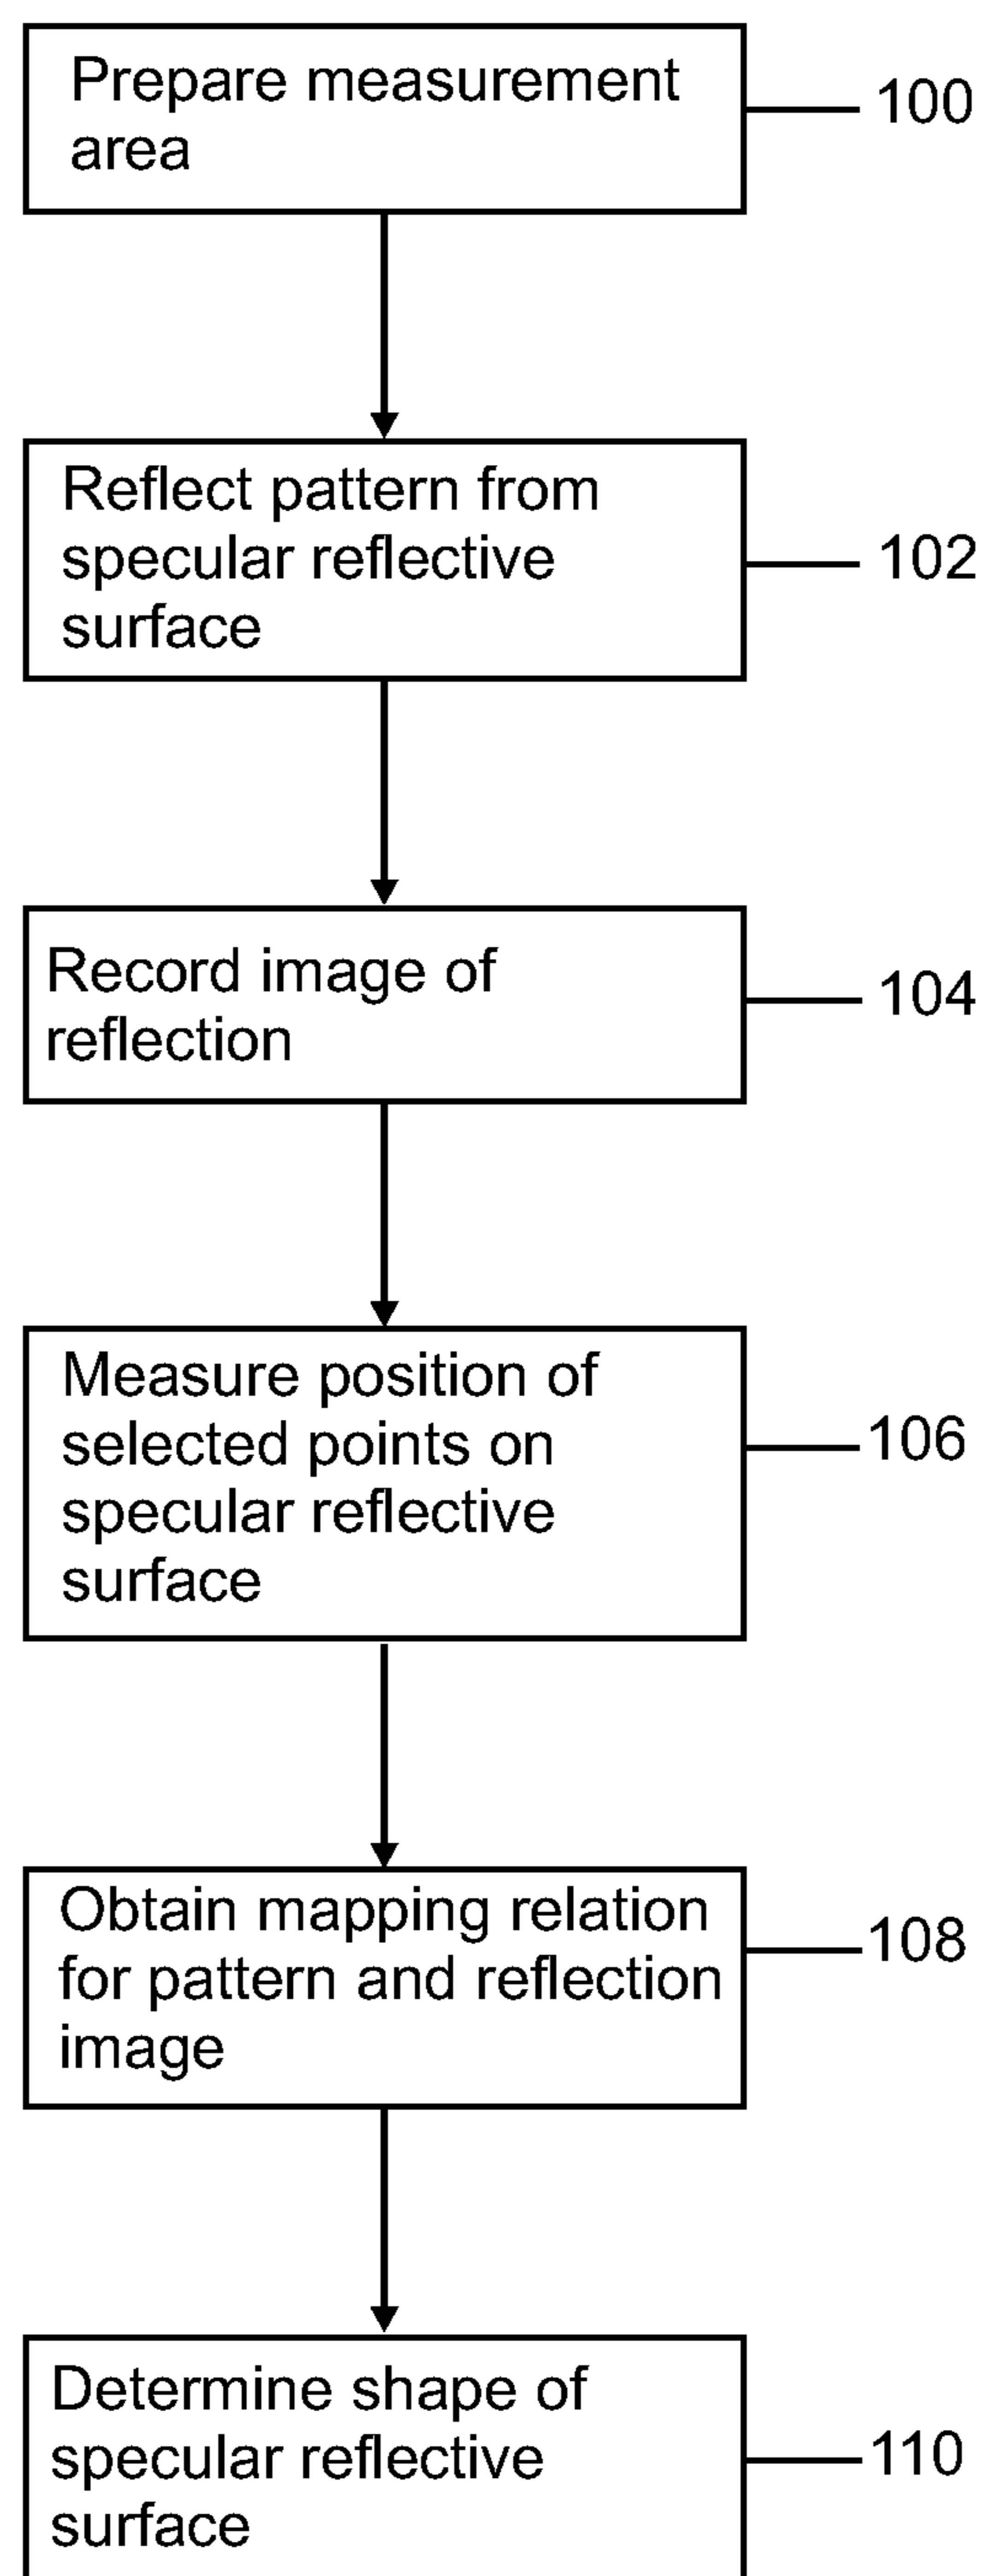 Prepare measurement
area
100
Reflect pattern from
specular reflective
surface
102
Record image of
reflection
104
Measure position of
selected points on
specular reflective
surface
106
Obtain mapping relation
for pattern and reflection
image
108
Determine shape of
specular reflective
surface
110